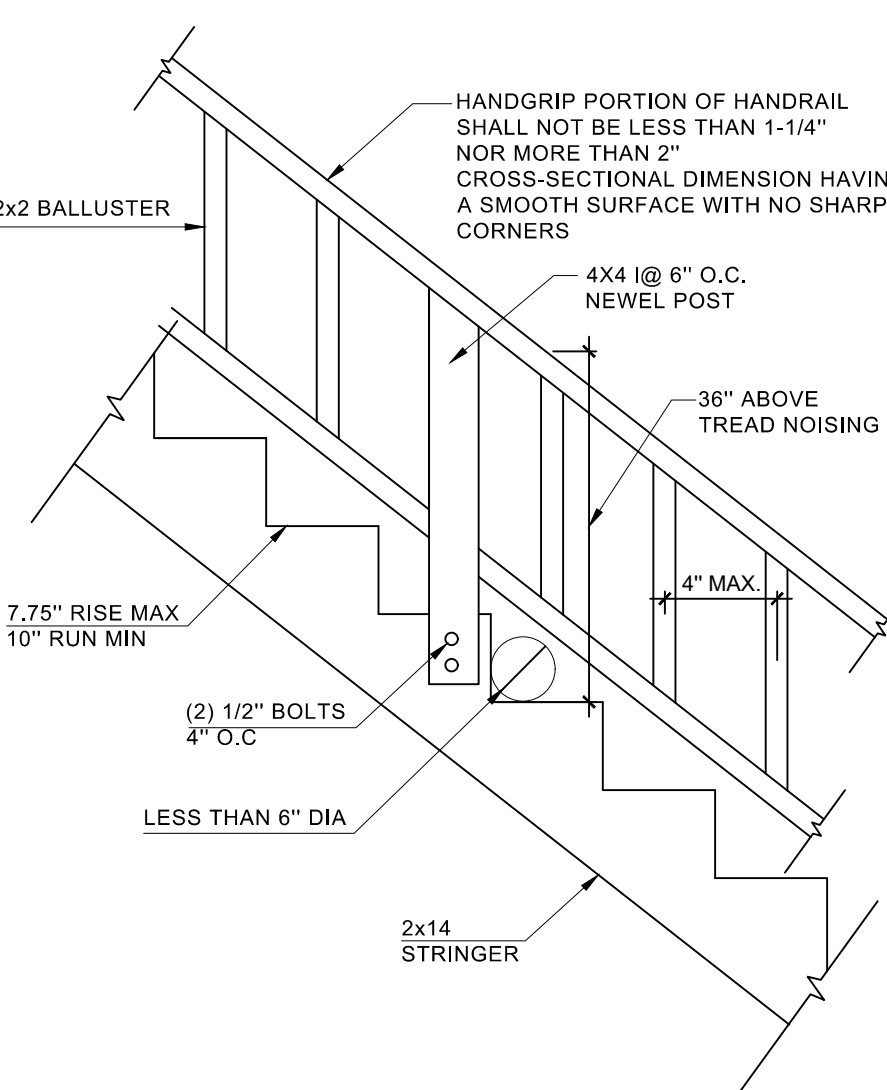 HANDGRIP PORTION OF HANDRAIL
SHALL NOT BE LESS THAN 1-1/4"
NOR MORE THAN 2"
CROSS-SECTIONAL DIMENSION HAVIN
A SMOOTH SURFACE WITH NO SHARP
CORNERS
2x2 BALLUSTER
4X4 I@ 6" O.C.
NEWEL POST
36" ABOVE
TREAD NOISING
4" MAX.
7.75" RISE MAX
10" RUN MIN
(2) 1/2" BOLTS
4" O.C
LESS THAN 6" DIA
2x14
STRINGER